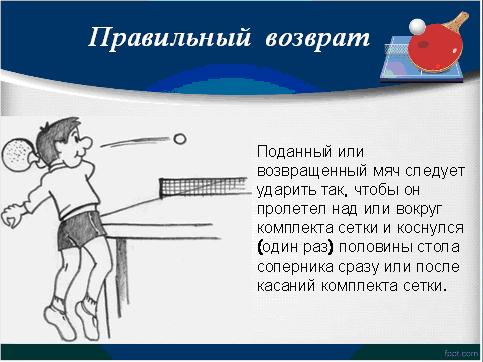 Правильный возврат
Поданный или
возвращенный мяч следует
ударить так, чтобы он
пролетел над или вокруг
комплекта сетки и коснулся
(один раз) половины стола
соперника сразу или после
касаний комплекта сетки.
fppt.com